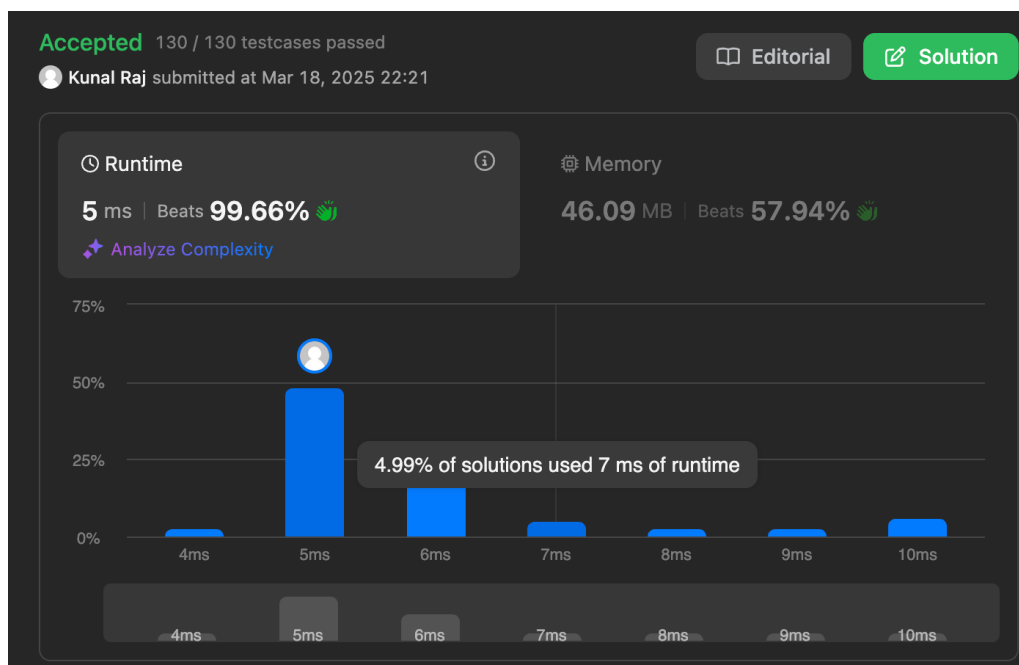 Accepted 130 / 130 testcases passed
Editorial
Solution
Kunal Raj submitted at Mar 18, 2025 22:21
Runtime
5 ms | Beats 99.66%
Analyze Complexity
Memory
46.09 MB | Beats 57.94%
75%
50%
25%
0%
4.99% of solutions used 7 ms of runtime
4ms 5ms 6ms 7ms 8ms 9ms 10ms
4ms 5ms 6ms 7ms 8ms 9ms 10ms